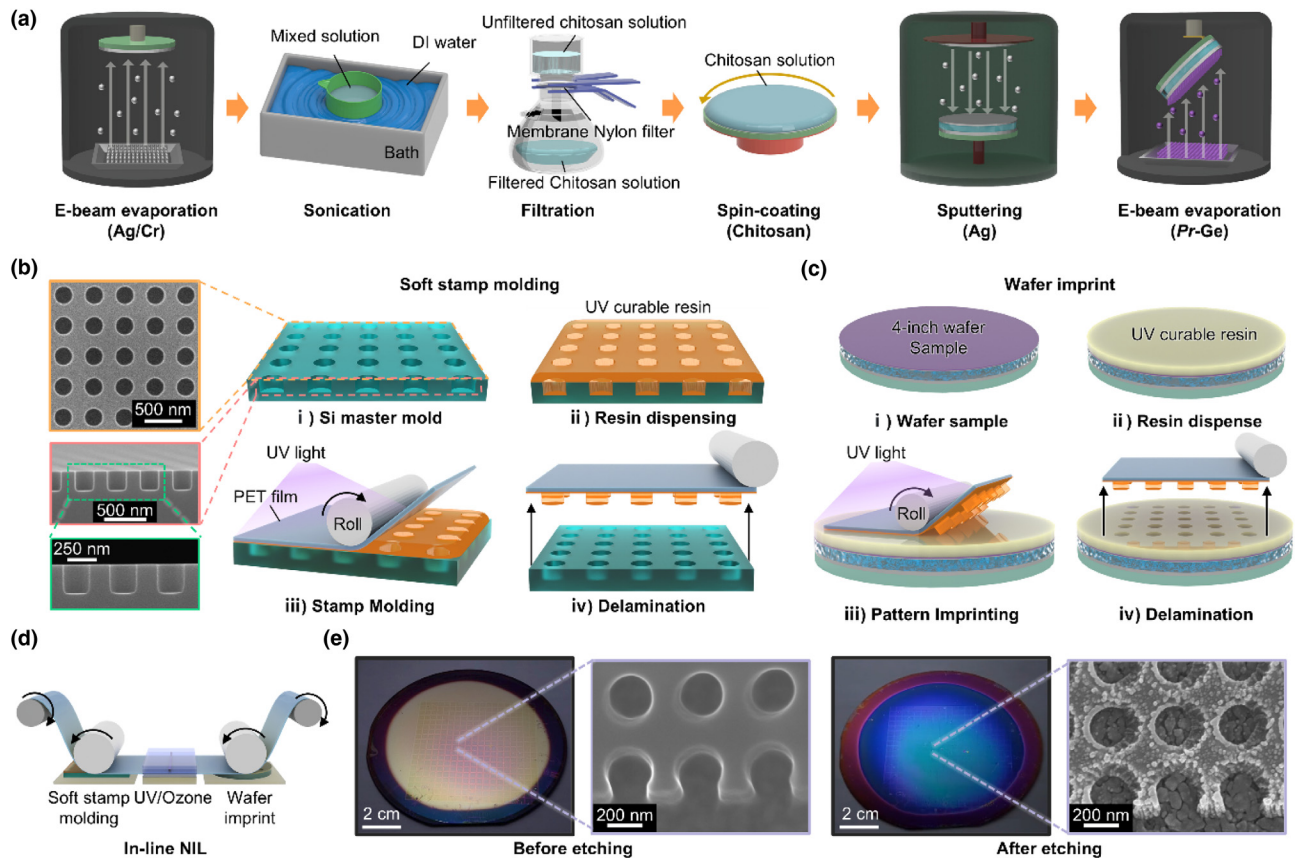 (a)
Mixed solution
DI water
Bath
Unfiltered chitosan solution
Membrane Nylon filter
Filtered Chitosan solution
Chitosan solution
E-beam evaporation
(Ag/Cr)
Sonication
Filtration
Spin-coating
(Chitosan)
Sputtering
(Ag)
E-beam evaporation
(Pr-Ge)
(b)
Soft stamp molding
500 nm
500 nm
250 nm
i ) Si master mold
UV curable resin
ii ) Resin dispensing
UV light
PET film
Roll
iii) Stamp Molding
iv) Delamination
(c)
Wafer imprint
4-inch wafer
Sample
i ) Wafer sample
UV curable resin
ii ) Resin dispense
UV light
Roll
iii) Pattern Imprinting
iv) Delamination
(d)
Soft stamp
molding
UV/Ozone
Wafer
imprint
In-line NIL
(e)
2 cm
200 nm
Before etching
2 cm
200 nm
After etching